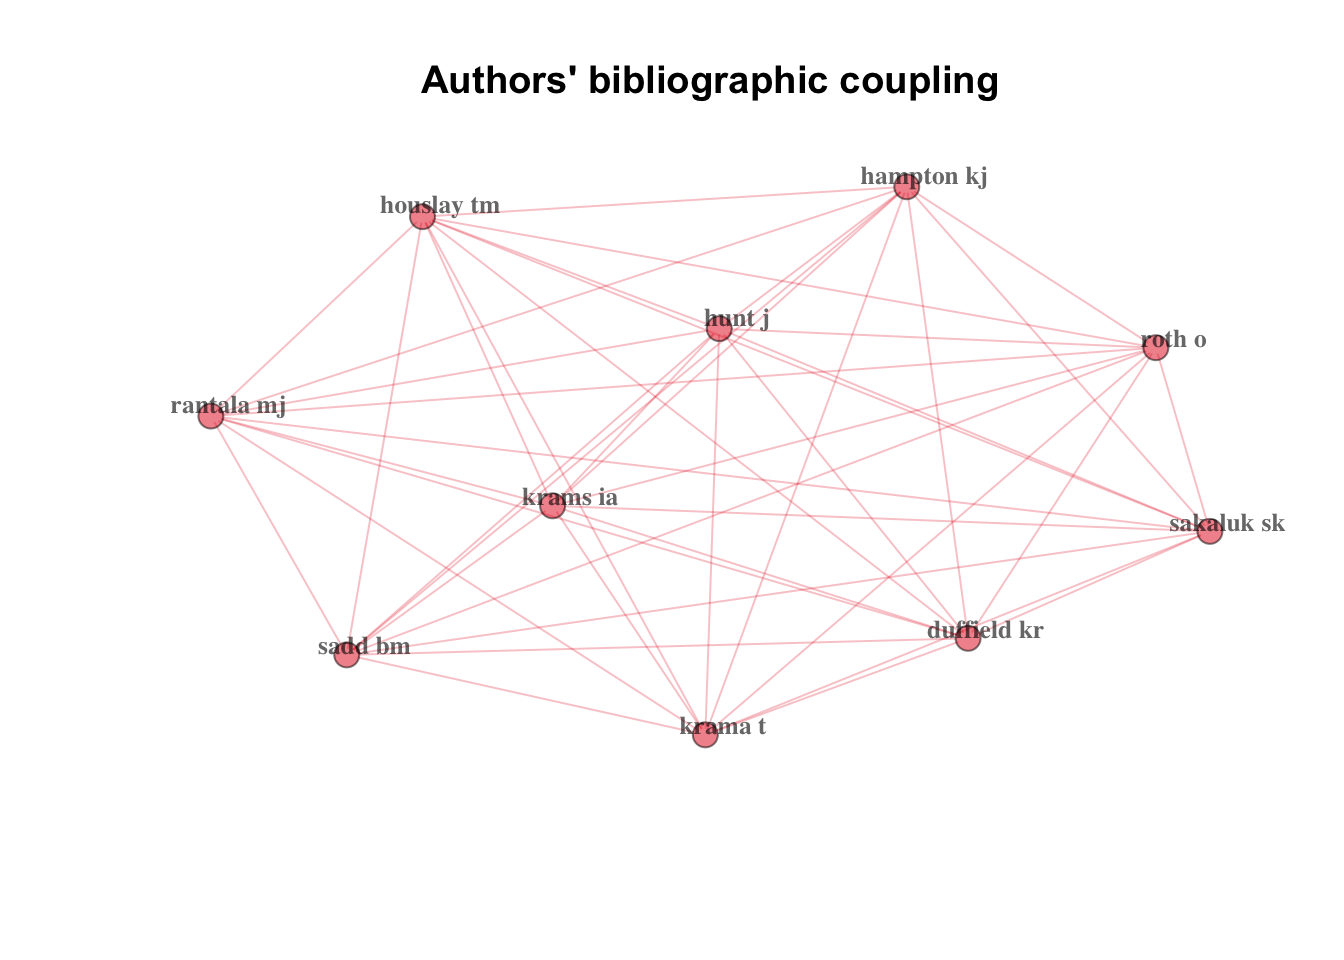 Authors' bibliographic coupling
hampton kj
houslay tm
hunt j
roth o
rantala mj
krams ia
sakaluk sk
duffield kr
sadd bm
krama t